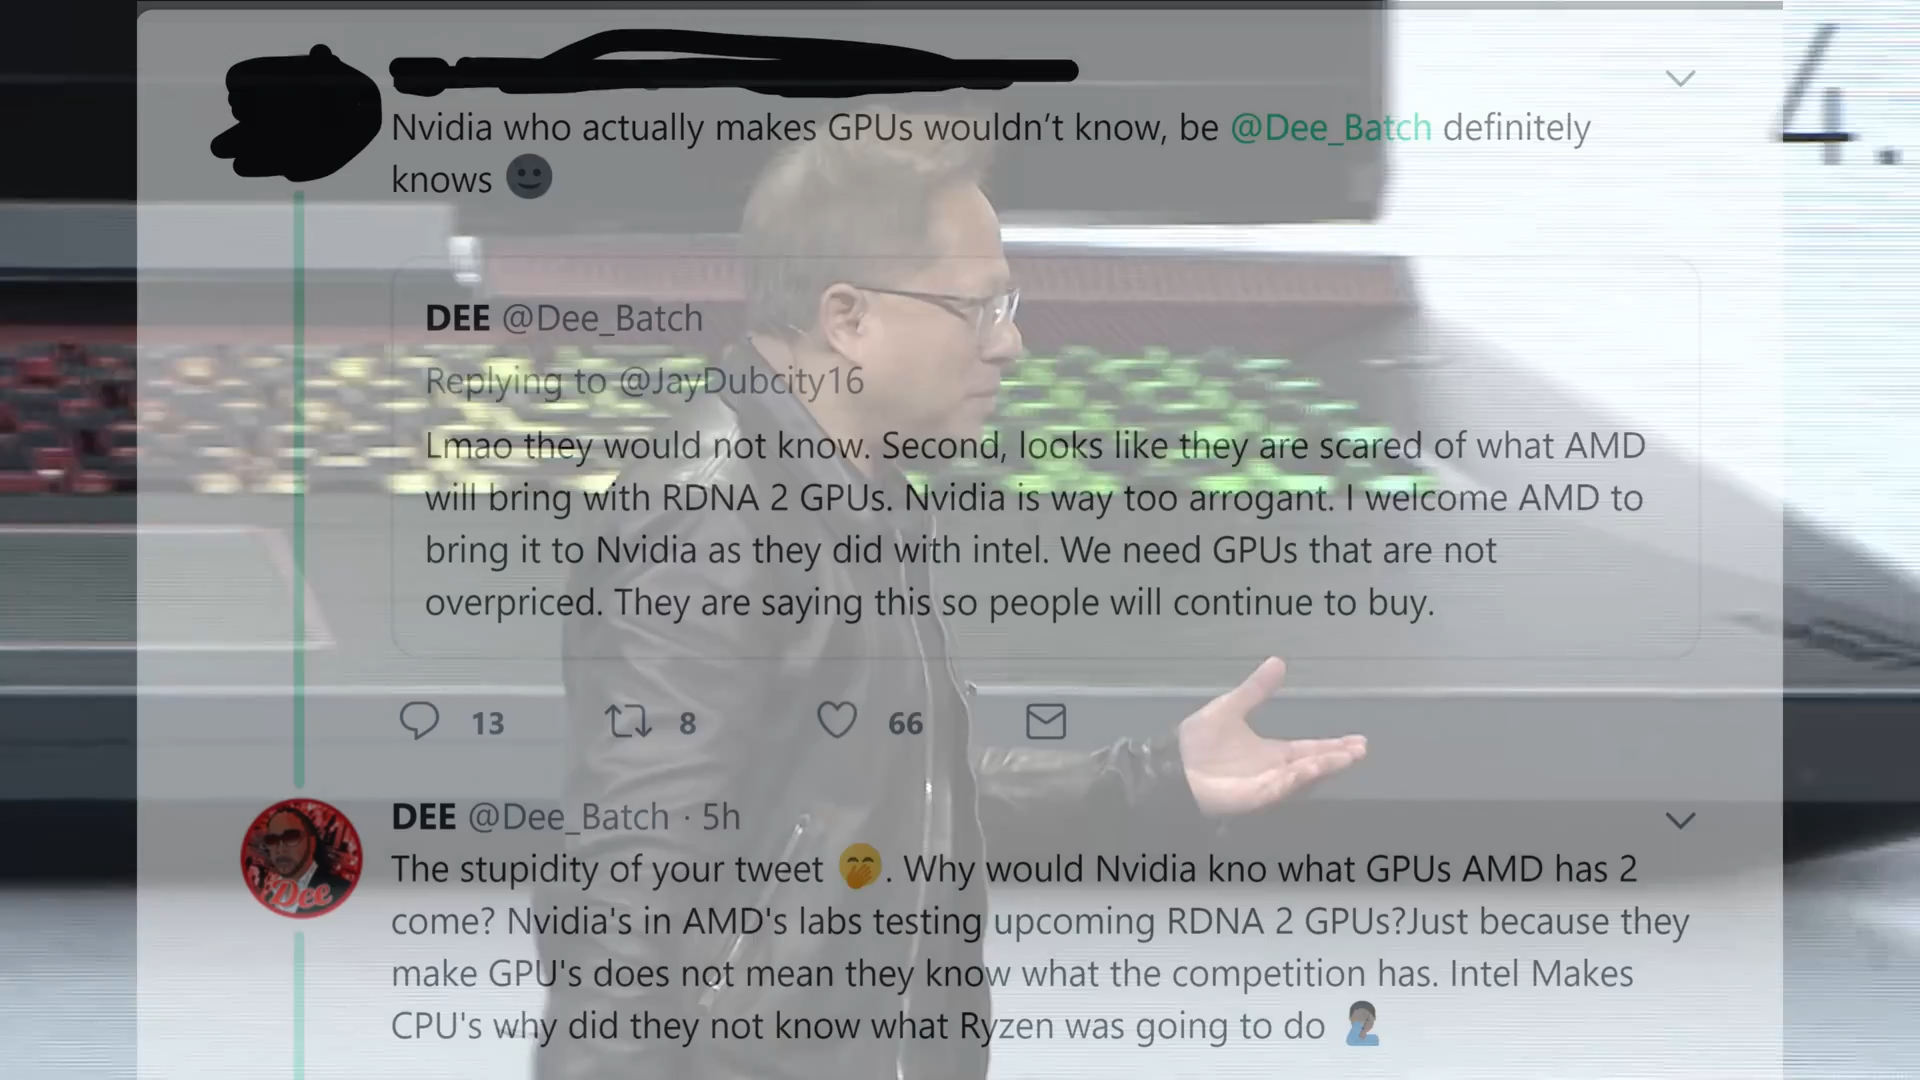 Nvidia who actually makes GPUs wouldn’t know, be @Dee_Batch definitely
knows
DEE @Dee_Batch
Replying to @JayDubcity16
Lmao they would not know. Second, looks like they are scared of what AMD
will bring with RDNA 2 GPUs. Nvidia is way too arrogant. I welcome AMD to
bring it to Nvidia as they did with intel. We need GPUs that are not
overpriced. They are saying this so people will continue to buy.
13 8 66
DEE @Dee_Batch · 5h
The stupidity of your tweet 🤭. Why would Nvidia kno what GPUs AMD has 2
come? Nvidia's in AMD's labs testing upcoming RDNA 2 GPUs?Just because they
make GPU's does not mean they know what the competition has. Intel Makes
CPU's why did they not know what Ryzen was going to do
Dee
4.